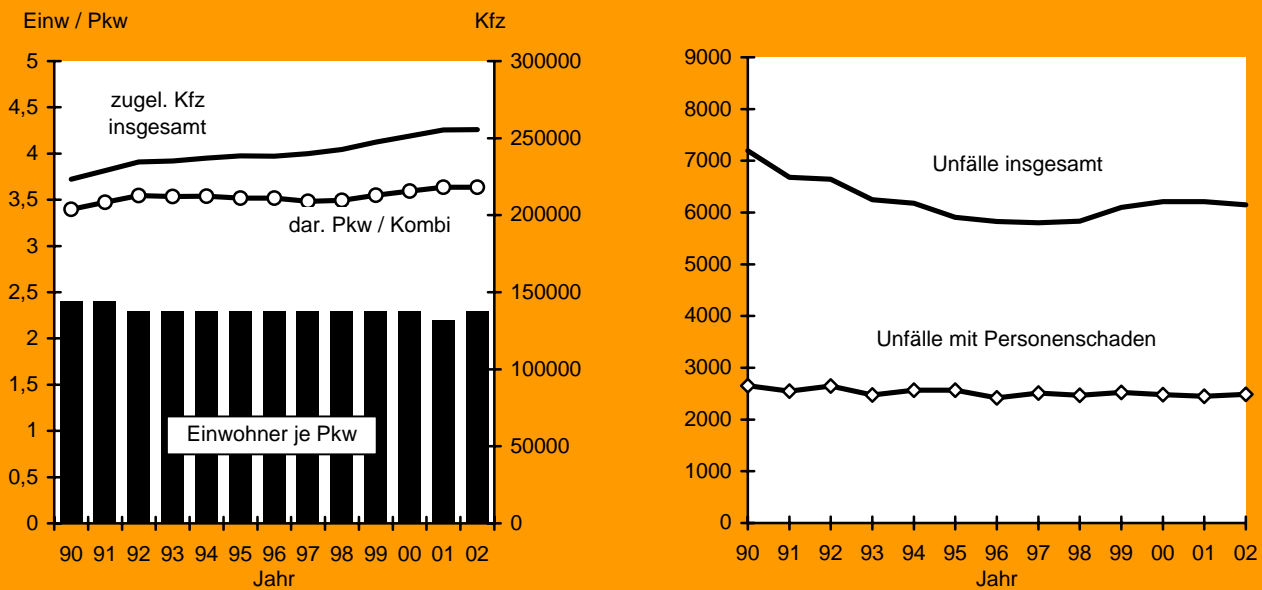 Einw / Pkw
Kfz
5
4,5
4
3,5
3
2,5
2
1,5
1
0,5
0
300000
250000
200000
150000
100000
50000
0
zugel. Kfz
insgesamt
dar. Pkw / Kombi
Einwohner je Pkw
90 91 92 93 94 95 96 97 98 99 00 01 02
Jahr
9000
8000
7000
6000
5000
4000
3000
2000
1000
0
Unfälle insgesamt
Unfälle mit Personenschaden
90 91 92 93 94 95 96 97 98 99 00 01 02
Jahr